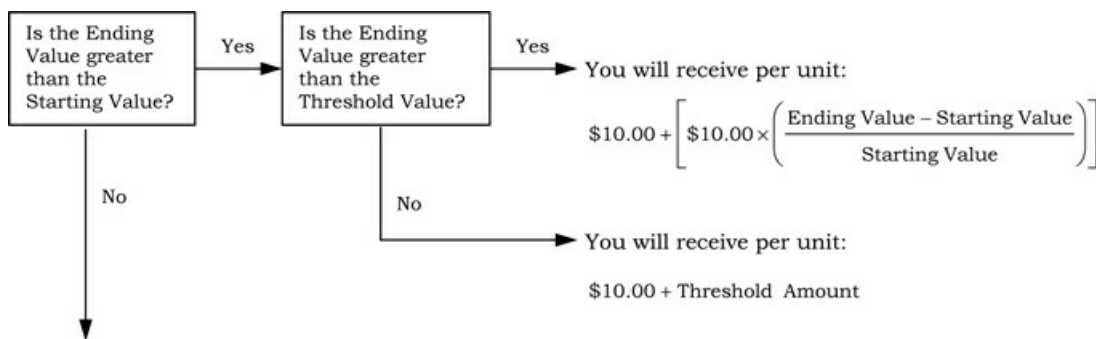 Is the Ending
Value greater
than the
Starting Value?
Yes
Is the Ending
Value greater
than the
Threshold Value?
Yes
You will receive per unit:
$10.00 + [ $10.00 × ( Ending Value – Starting Value / Starting Value ) ]
No
No
You will receive per unit:
$10.00 + Threshold Amount